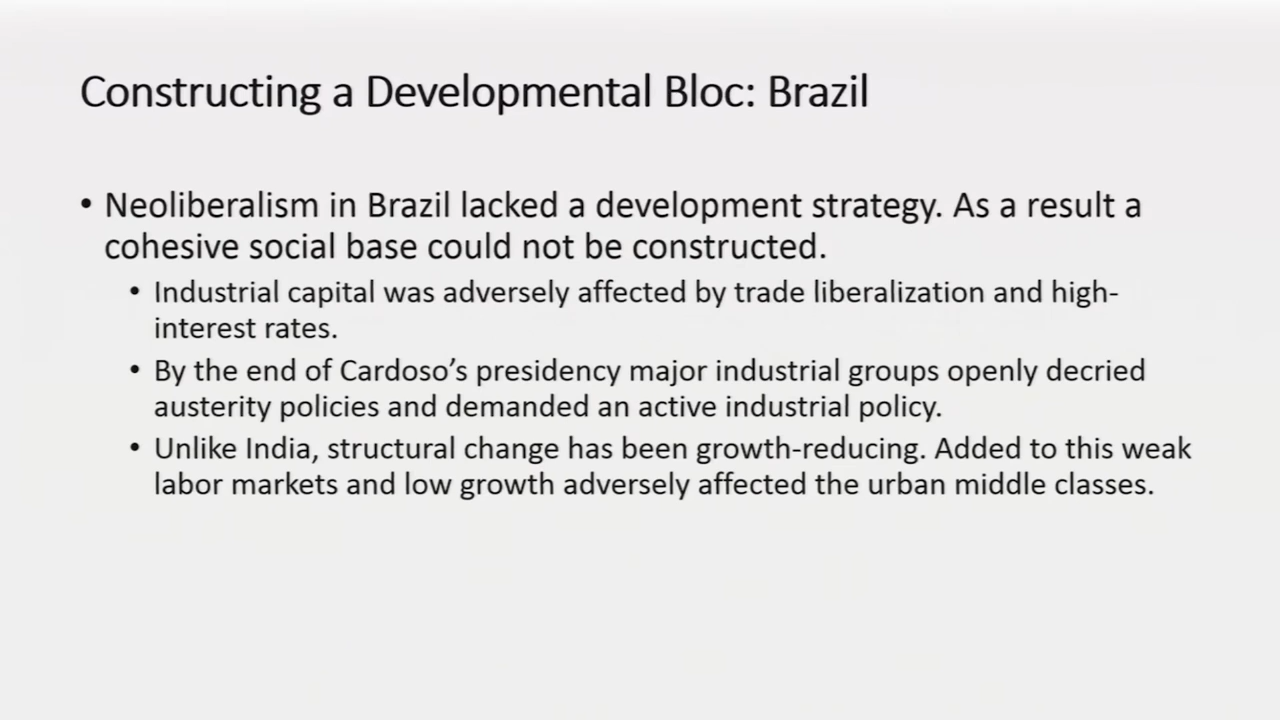 Constructing a Developmental Bloc: Brazil
• Neoliberalism in Brazil lacked a development strategy. As a result a
cohesive social base could not be constructed.
• Industrial capital was adversely affected by trade liberalization and high-
interest rates.
• By the end of Cardoso’s presidency major industrial groups openly decried
austerity policies and demanded an active industrial policy.
• Unlike India, structural change has been growth-reducing. Added to this weak
labor markets and low growth adversely affected the urban middle classes.